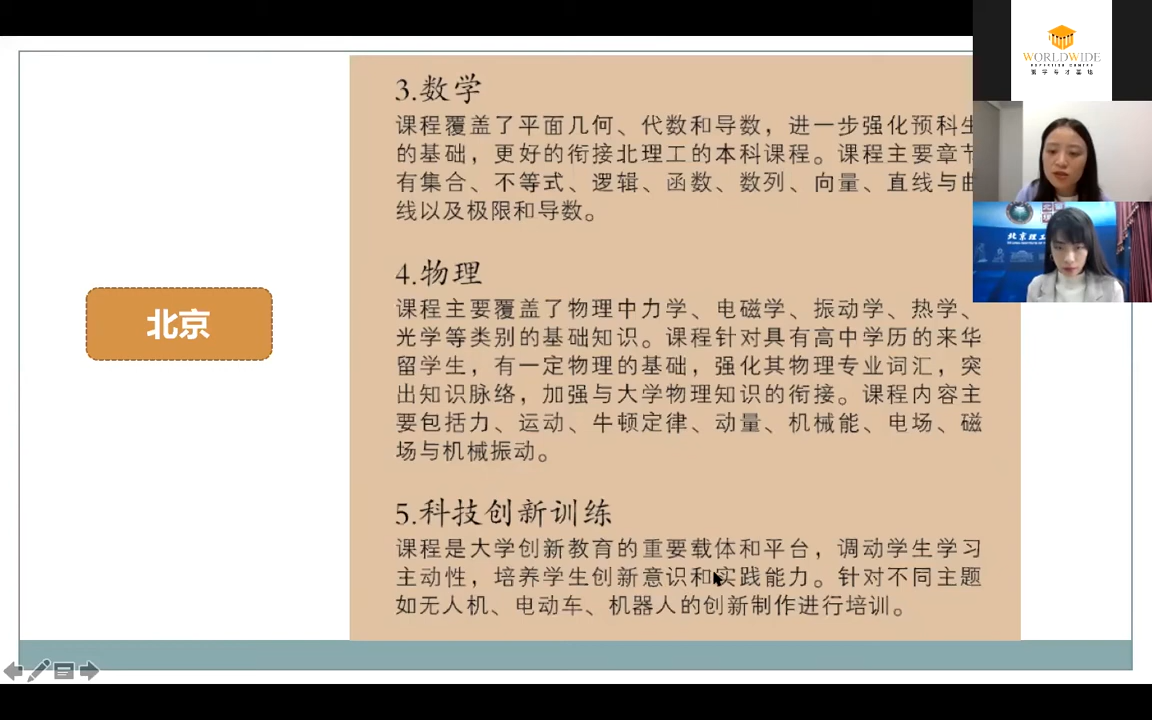 3.数学
课程覆盖了平面几何、代数和导数，进一步强化预科生
的基础，更好的衔接北理工的本科课程。课程主要章节
有集合、不等式、逻辑、函数、数列、向量、直线与曲
线以及极限和导数。
4.物理
课程主要覆盖了物理中力学、电磁学、振动学、热学、
光学等类别的基础知识。课程针对具有高中学历的来华
留学生，有一定物理的基础，强化其物理专业词汇，突
出知识脉络，加强与大学物理知识的衔接。课程内容主
要包括力、运动、牛顿定律、动量、机械能、电场、磁
场与机械振动。
5.科技创新训练
课程是大学创新教育的重要载体和平台，调动学生学习
主动性，培养学生创新意识和实践能力。针对不同主题
如无人机、电动车、机器人的创新制作进行培训。
北京
WORLDWIDE
北京理工